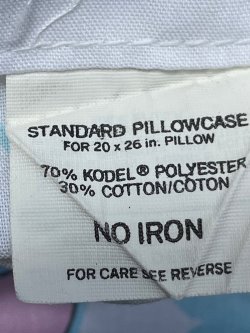 STANDARD PILLOWCASE
FOR 20 x 26 in. PILLOW
70% KODEL® POLYESTER
30% COTTON/COTON
NO IRON
FOR CARE SEE REVERSE